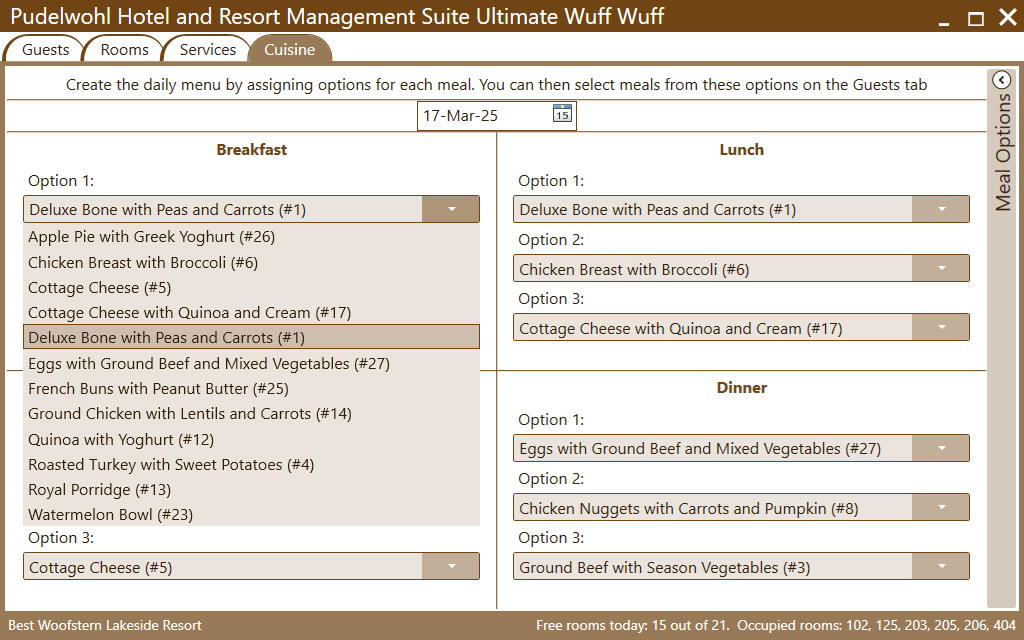 Pudelwohl Hotel and Resort Management Suite Ultimate Wuff Wuff
Guests
Rooms
Services
Cuisine
Create the daily menu by assigning options for each meal. You can then select meals from these options on the Guests tab
17-Mar-25
15
Meal Options
Breakfast
Option 1:
Deluxe Bone with Peas and Carrots (#1)
Apple Pie with Greek Yoghurt (#26)
Chicken Breast with Broccoli (#6)
Cottage Cheese (#5)
Cottage Cheese with Quinoa and Cream (#17)
Deluxe Bone with Peas and Carrots (#1)
Eggs with Ground Beef and Mixed Vegetables (#27)
French Buns with Peanut Butter (#25)
Ground Chicken with Lentils and Carrots (#14)
Quinoa with Yoghurt (#12)
Roasted Turkey with Sweet Potatoes (#4)
Royal Porridge (#13)
Watermelon Bowl (#23)
Option 3:
Cottage Cheese (#5)
Lunch
Option 1:
Deluxe Bone with Peas and Carrots (#1)
Option 2:
Chicken Breast with Broccoli (#6)
Option 3:
Cottage Cheese with Quinoa and Cream (#17)
Dinner
Option 1:
Eggs with Ground Beef and Mixed Vegetables (#27)
Option 2:
Chicken Nuggets with Carrots and Pumpkin (#8)
Option 3:
Ground Beef with Season Vegetables (#3)
Best Woofstern Lakeside Resort
Free rooms today: 15 out of 21. Occupied rooms: 102, 125, 203, 205, 206, 404